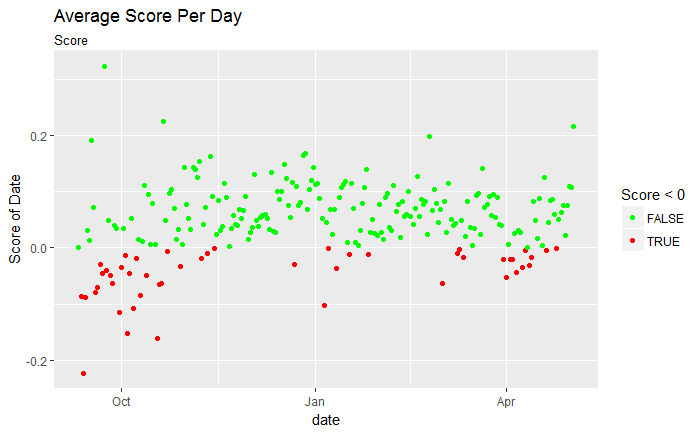 Average Score Per Day
Score
Score of Date
0.2
0.0
-0.2
Oct
Jan
Apr
date
Score < 0
FALSE
TRUE